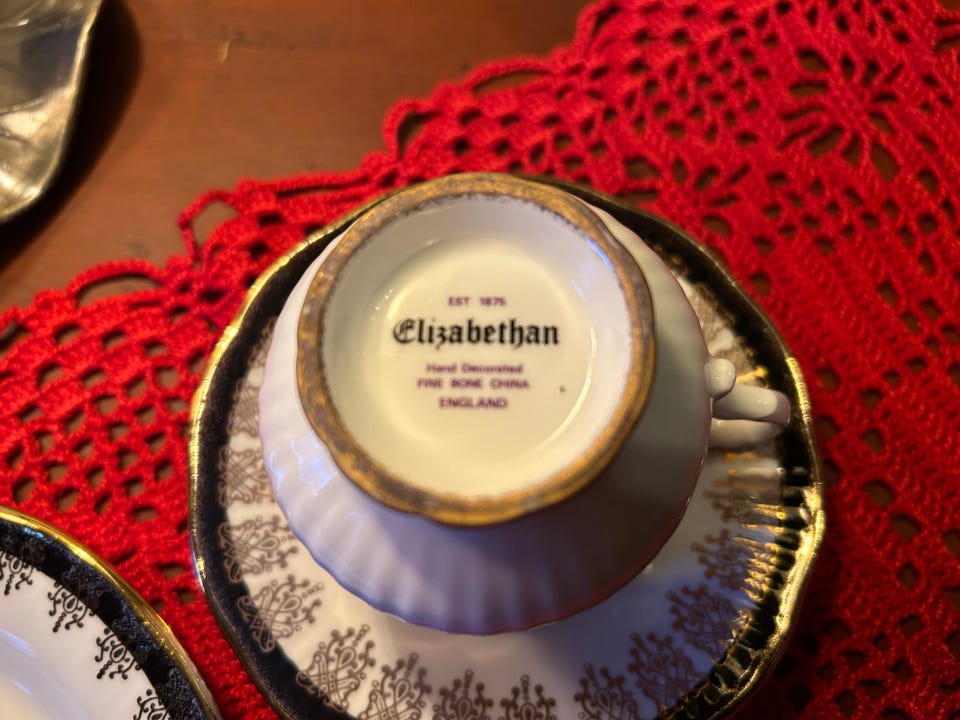 EST 1875
Elizabethan
Hand Decorated
FINE BONE CHINA
ENGLAND